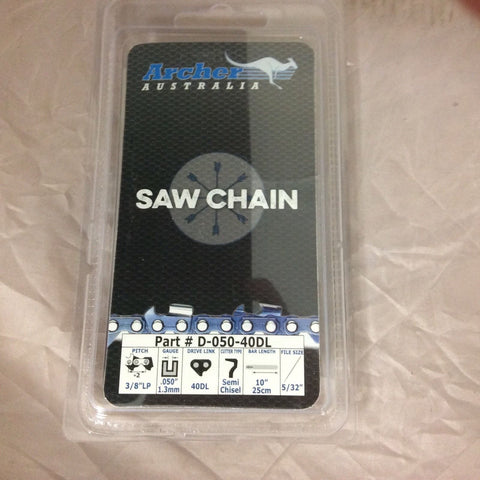 Archer
AUSTRALIA
SAW CHAIN
Part # D-050-40DL
PITCH GAUGE DRIVE LINK CUTTER TYPE BAR LENGTH FILE SIZE
3/8"LP .050" 1.3mm 40DL Semi Chisel 10" 25cm 5/32"